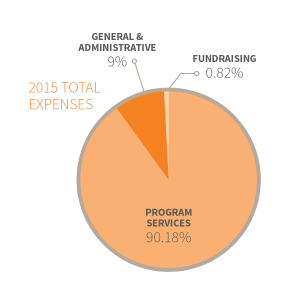 GENERAL &
ADMINISTRATIVE
9%
FUNDRAISING
0.82%
2015 TOTAL
EXPENSES
PROGRAM
SERVICES
90.18%